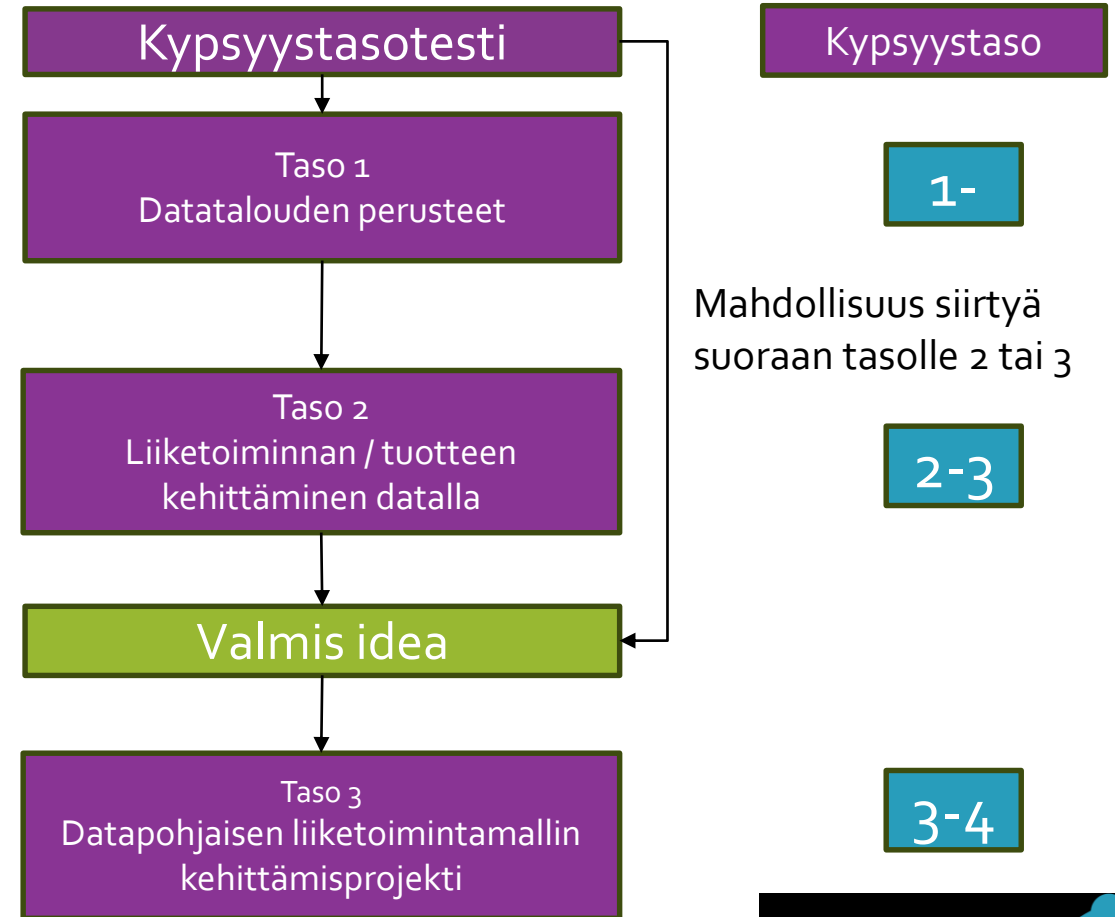 Kypsyystasotesti
Kypsyystaso
Taso 1
Datatalouden perusteet
1-
Mahdollisuus siirtyä
suoraan tasolle 2 tai 3
Taso 2
Liiketoiminnan / tuotteen
kehittäminen datalla
2-3
Valmis idea
Taso 3
Datapohjaisen liiketoimintamallin
kehittämisprojekti
3-4